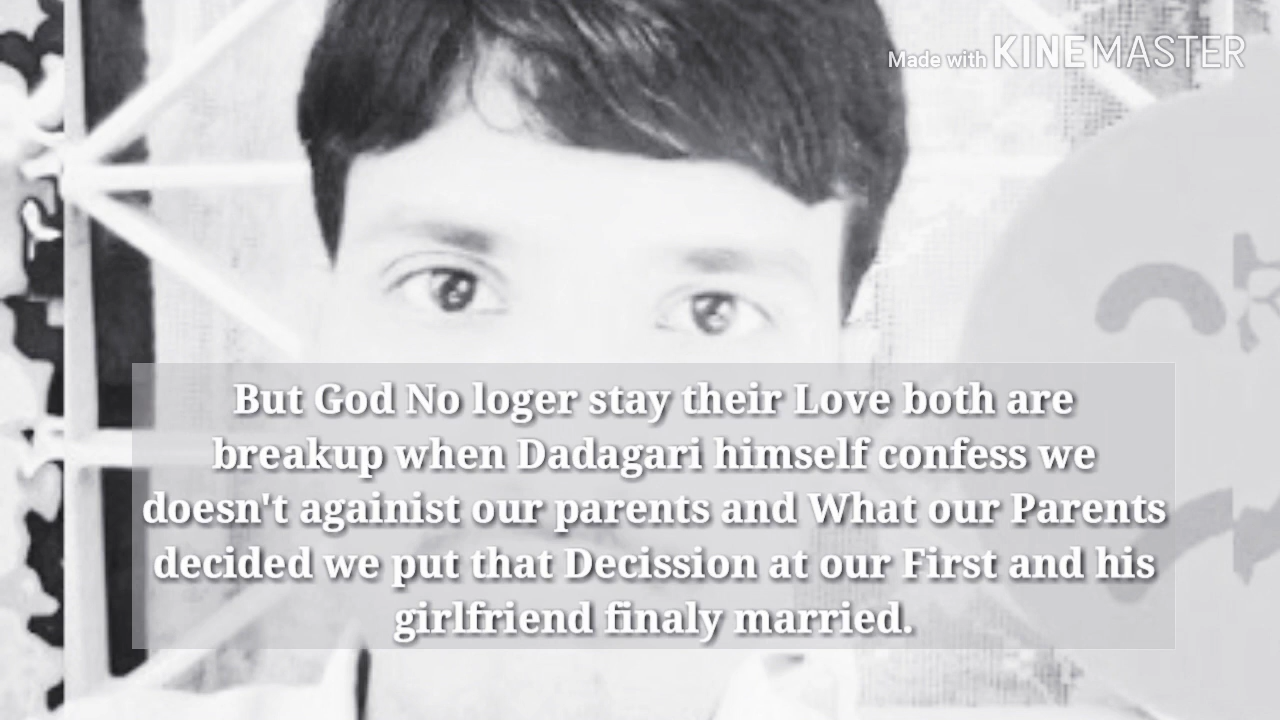 Made with KINEMASTER
But God No loger stay their Love both are
breakup when Dadagari himself confess we
doesn't againist our parents and What our Parents
decided we put that Decission at our First and his
girlfriend finaly married.